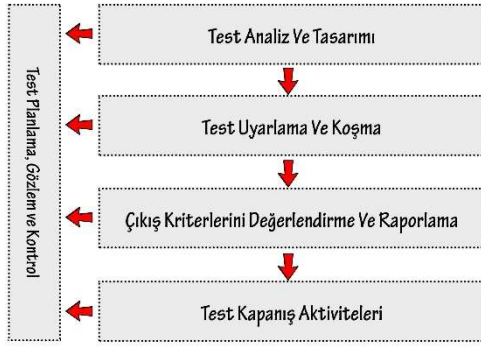 Test Planlama, Gözlem ve Kontrol
Test Analiz Ve Tasarımı
Test Uyarlama Ve Koşma
Çıkış Kriterlerini Değerlendirme Ve Raporlama
Test Kapanış Aktiviteleri